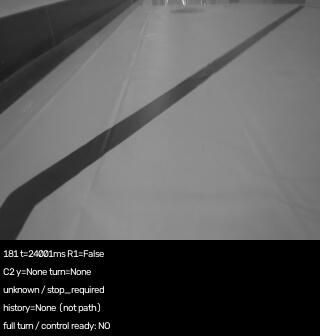 181 t=24001ms R1=False
C2 y=None turn=None
unknown / stop_required
history=None (not path)
full turn / control ready: NO